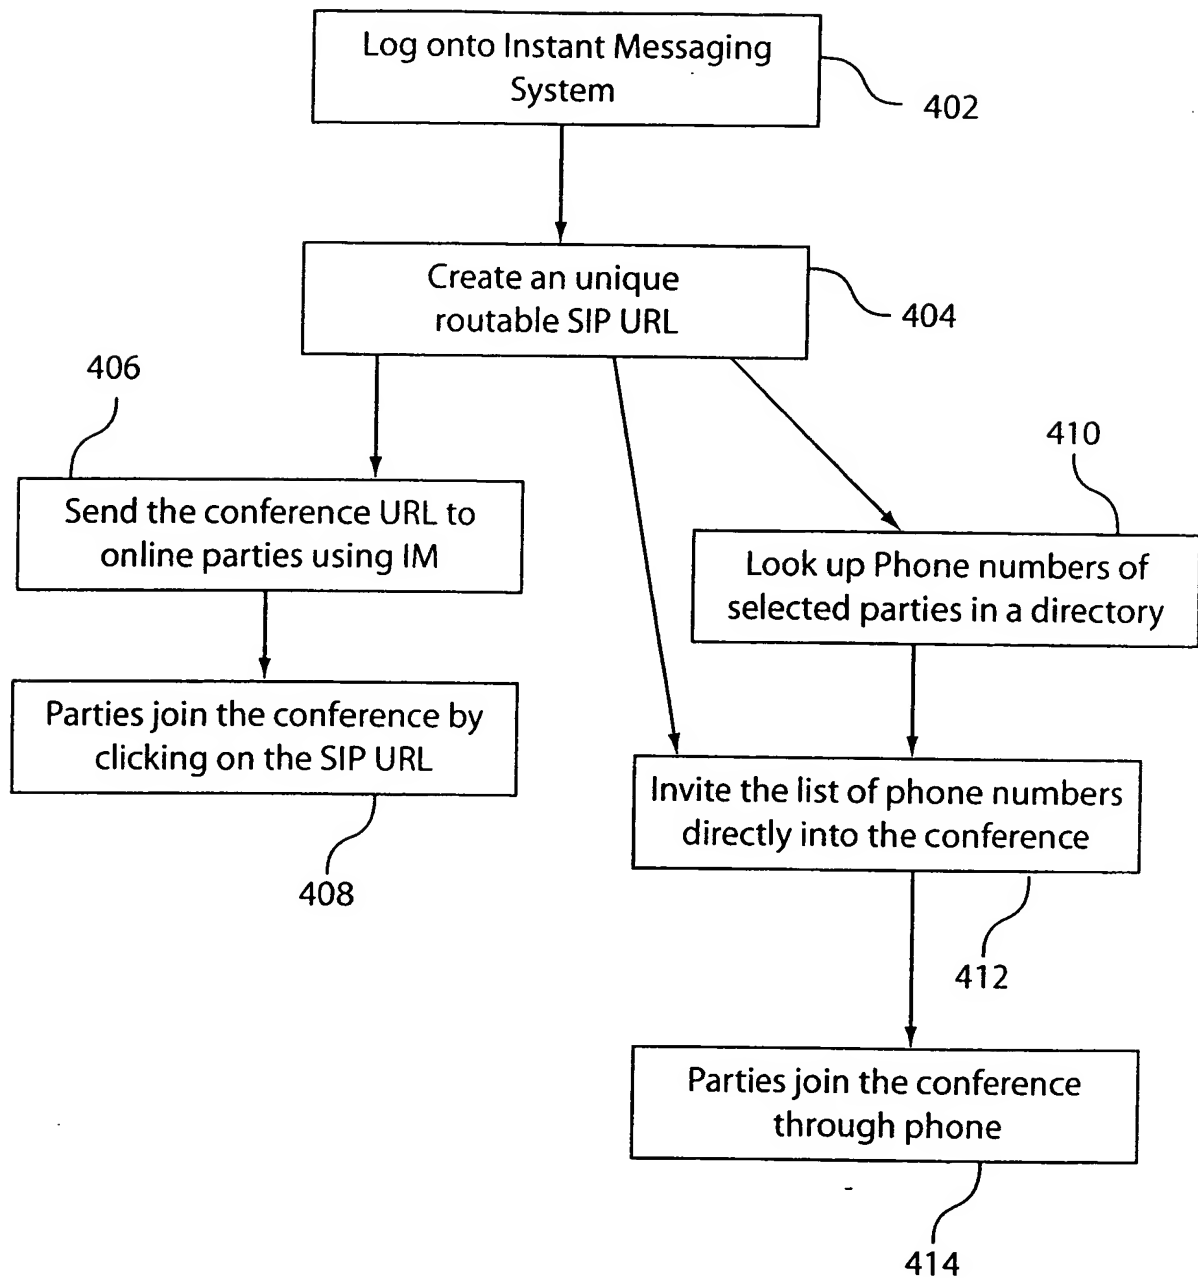 Log onto Instant Messaging
System
402
Create an unique
routable SIP URL
404
406
Send the conference URL to
online parties using IM
410
Look up Phone numbers of
selected parties in a directory
Parties join the conference by
clicking on the SIP URL
408
Invite the list of phone numbers
directly into the conference
412
Parties join the conference
through phone
414